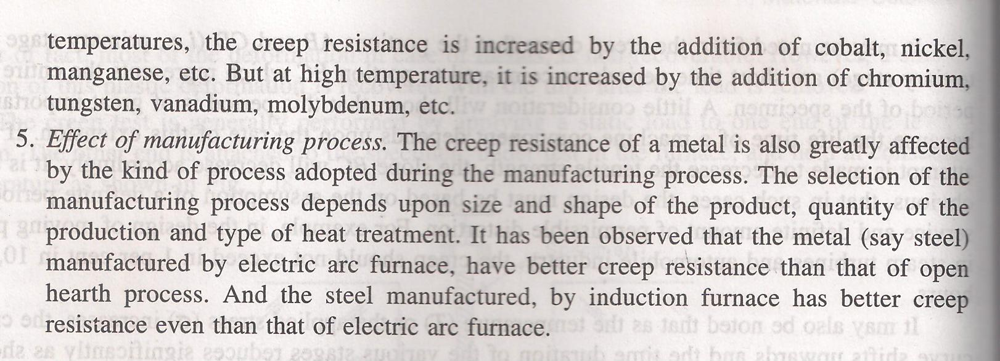 temperatures, the creep resistance is increased by the addition of cobalt, nickel,
manganese, etc. But at high temperature, it is increased by the addition of chromium,
tungsten, vanadium, molybdenum, etc.
5. Effect of manufacturing process. The creep resistance of a metal is also greatly affected
by the kind of process adopted during the manufacturing process. The selection of the
manufacturing process depends upon size and shape of the product, quantity of the
production and type of heat treatment. It has been observed that the metal (say steel)
manufactured by electric arc furnace, have better creep resistance than that of open
hearth process. And the steel manufactured, by induction furnace has better creep
resistance even than that of electric arc furnace.